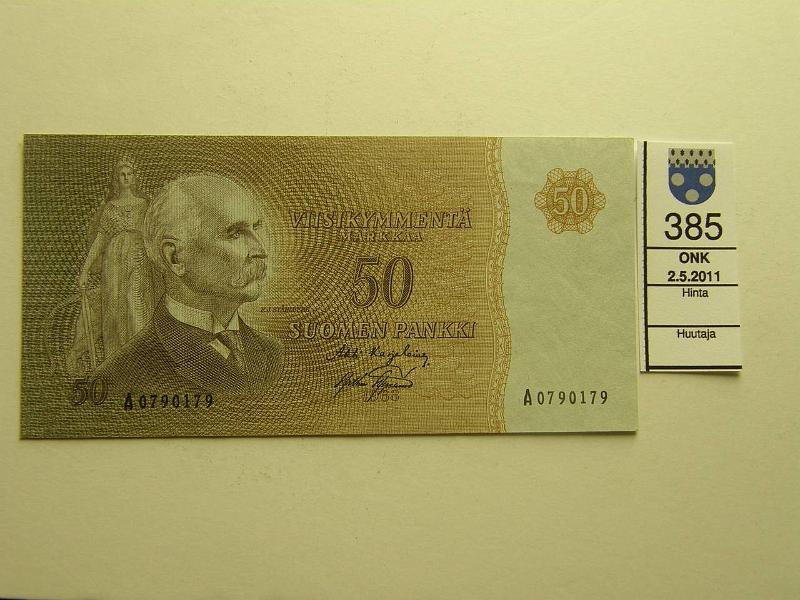 VIISIKYMMENTÄ
MARKKAA
50
50
SUOMEN PANKKI
50
A0790179
A0790179
385
ONK
2.5.2011
Hinta
Huutaja